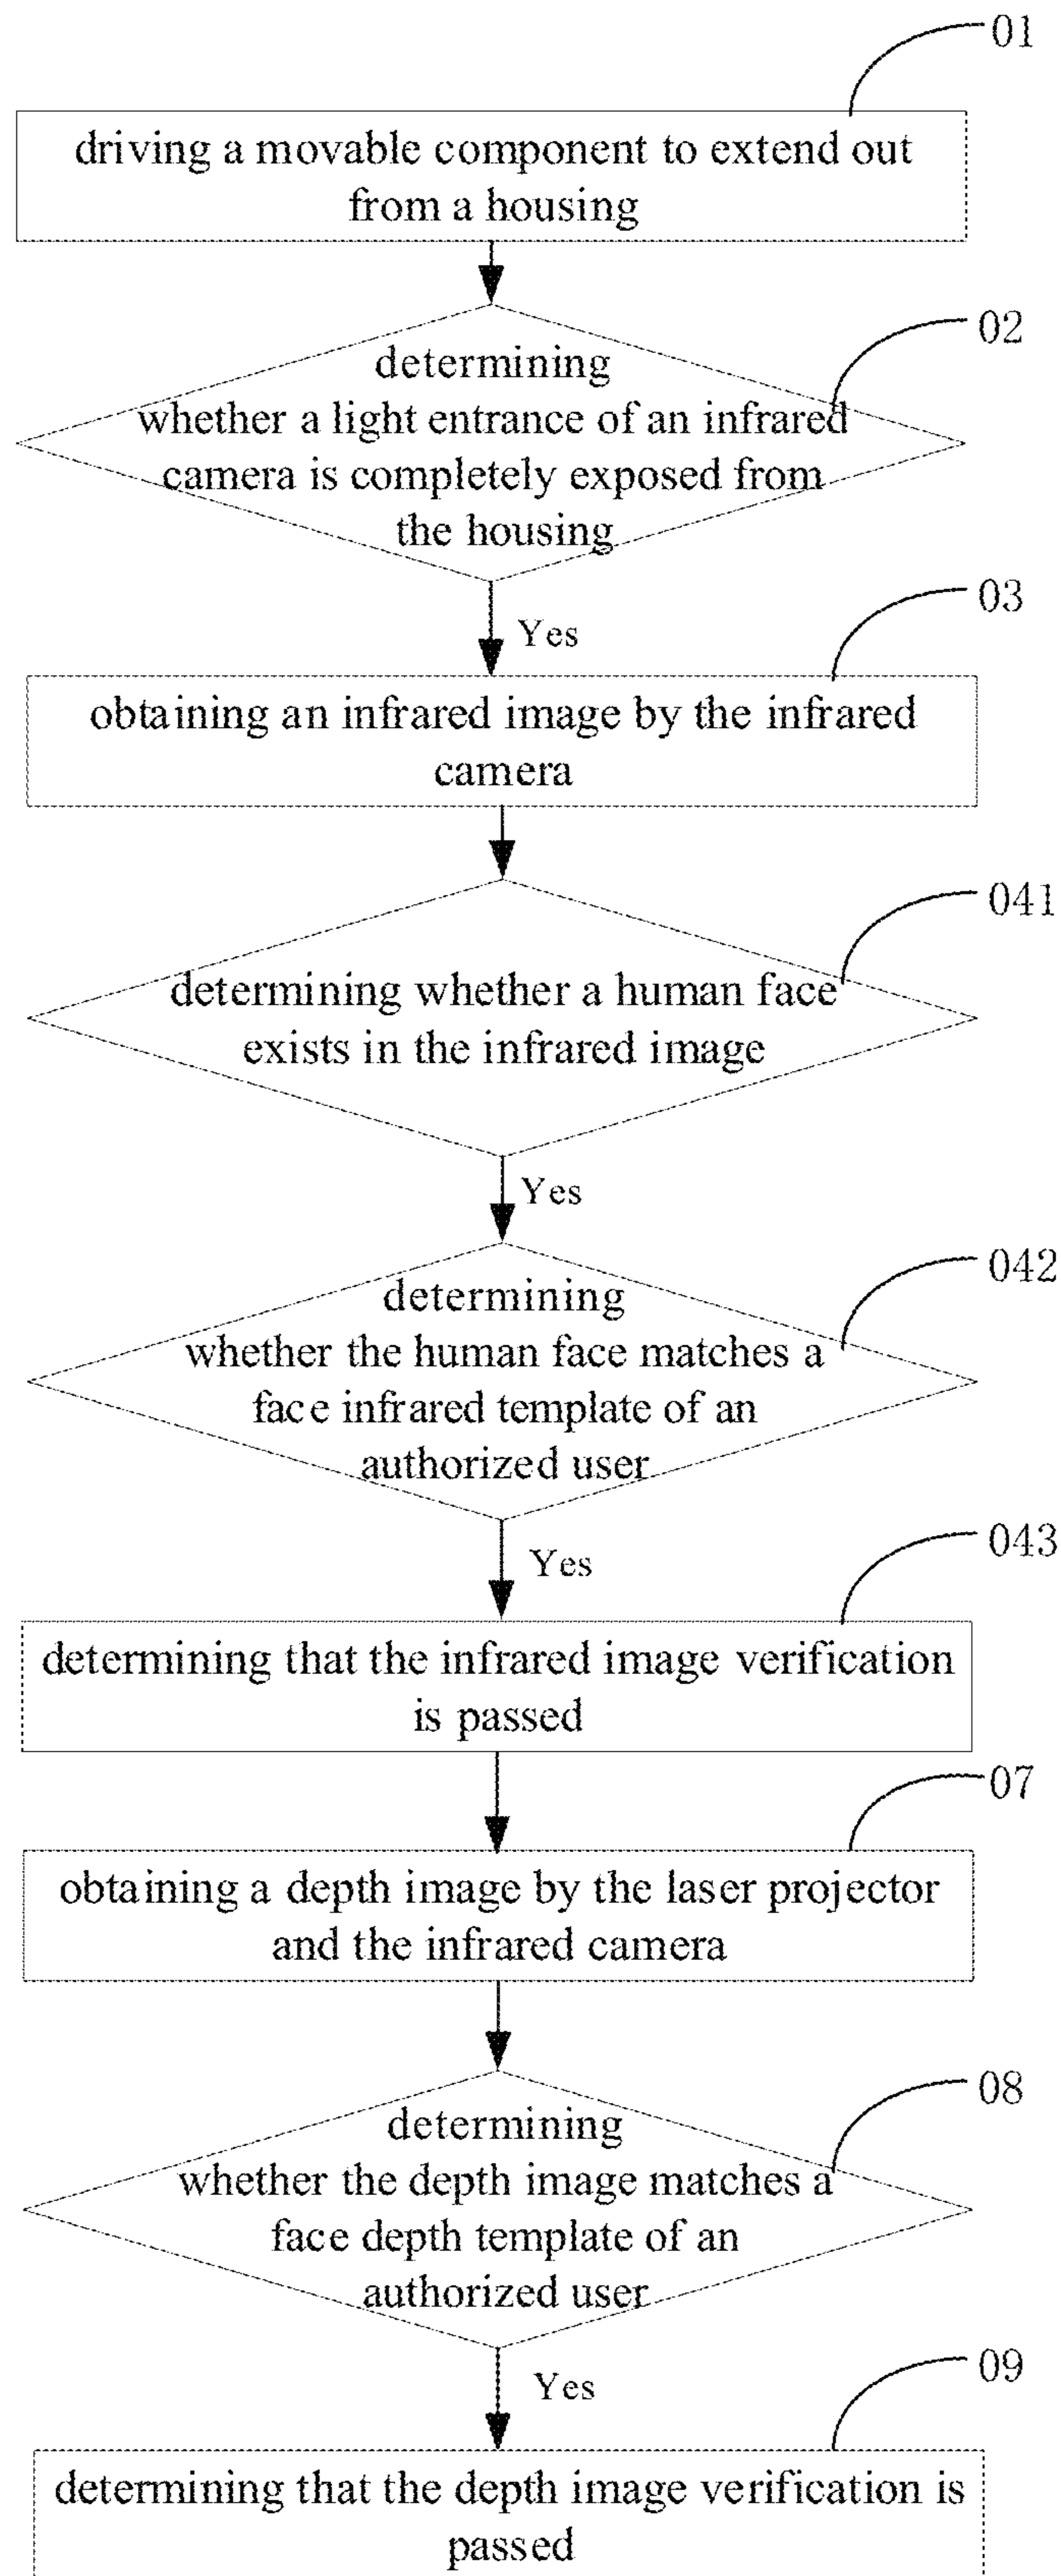 01
driving a movable component to extend out
from a housing
02
determining
whether a light entrance of an infrared
camera is completely exposed from
the housing
Yes
03
obtaining an infrared image by the infrared
camera
041
determining whether a human face
exists in the infrared image
Yes
042
determining
whether the human face matches a
face infrared template of an
authorized user
Yes
043
determining that the infrared image verification
is passed
07
obtaining a depth image by the laser projector
and the infrared camera
08
determining
whether the depth image matches a
face depth template of an
authorized user
Yes
09
determining that the depth image verification is
passed